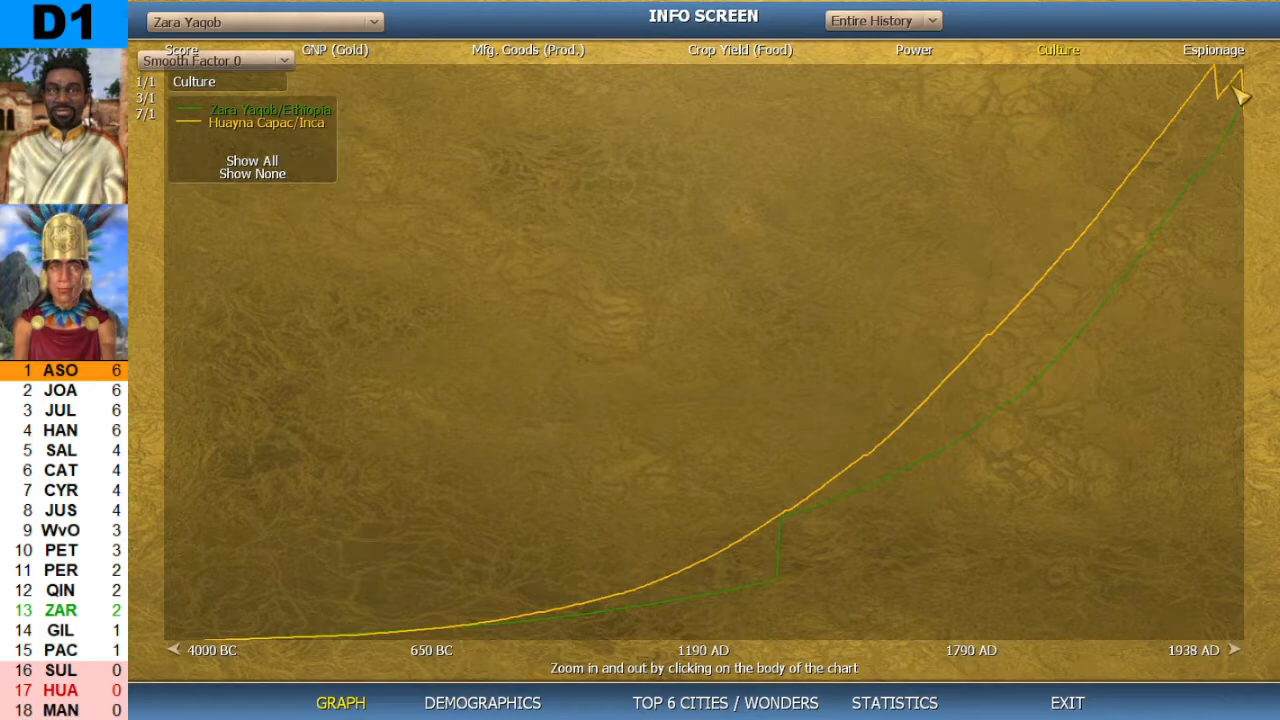 D1
Zara Yaqob
INFO SCREEN
Entire History
Score GNP (Gold) Mfg. Goods (Prod.) Crop Yield (Food) Power Culture Espionage
Smooth Factor 0
1/1
3/1
7/1
Culture
Zara Yaqob/Ethiopia
Huayna Capac/Inca
Show All
Show None
1 ASO 6
2 JOA 6
3 JUL 6
4 HAN 6
5 SAL 4
6 CAT 4
7 CYR 4
8 JUS 4
9 WvO 3
10 PET 3
11 PER 2
12 QIN 2
13 ZAR 2
14 GIL 1
15 PAC 1
16 SUL 0
17 HUA 0
18 MAN 0
4000 BC 650 BC 1190 AD 1790 AD 1938 AD
Zoom in and out by clicking on the body of the chart
GRAPH DEMOGRAPHICS TOP 6 CITIES / WONDERS STATISTICS EXIT